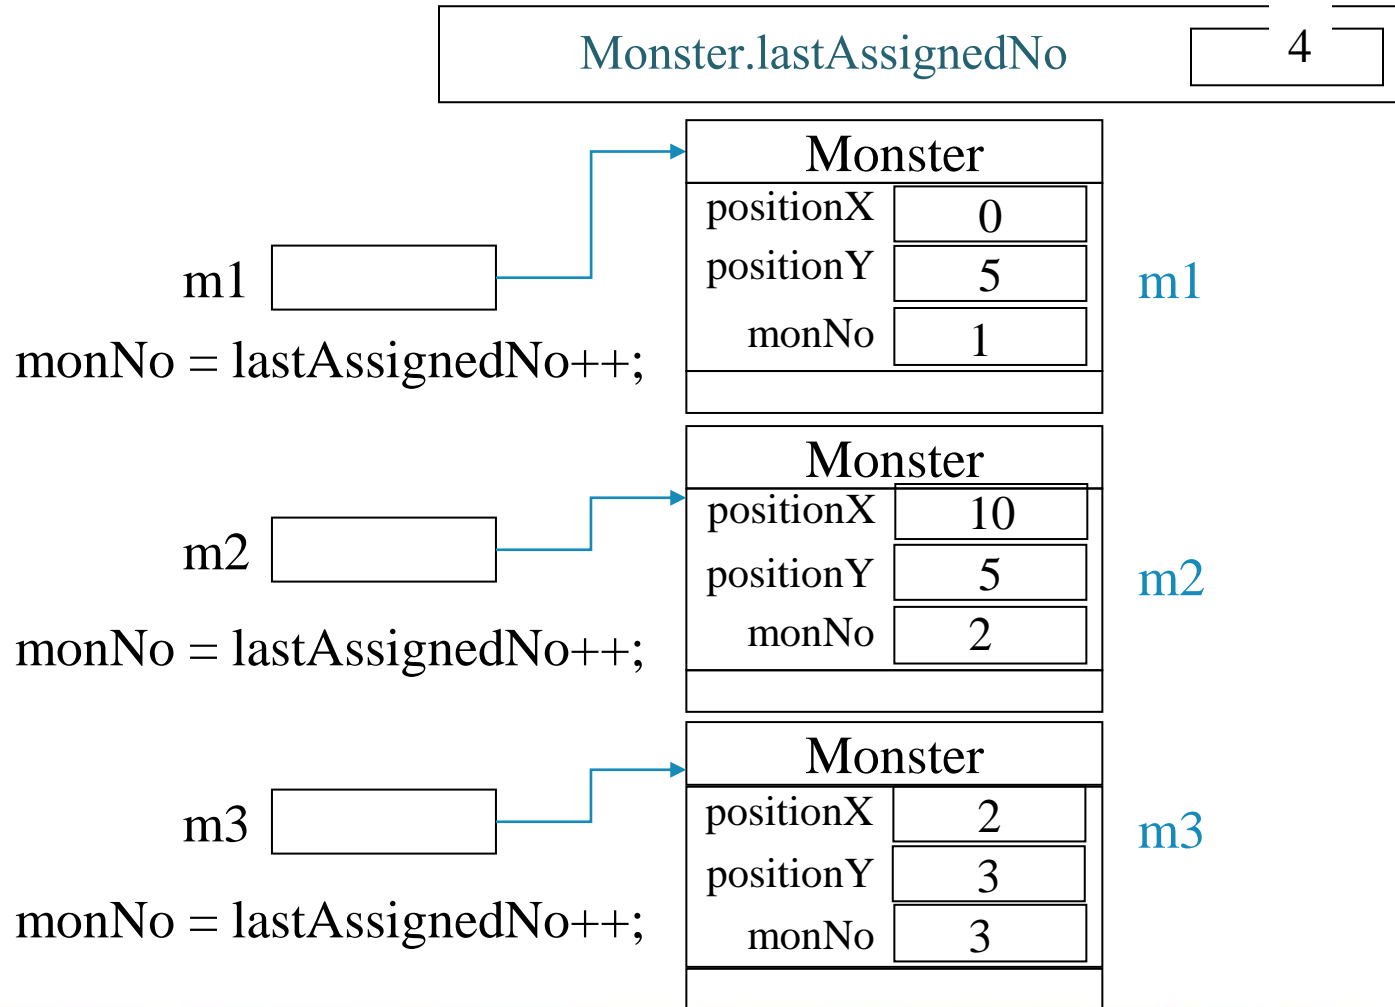 Monster.lastAssignedNo 4
Monster
positionX 0
m1 positionY 5 m1
monNo 1
monNo = lastAssignedNo++;
Monster
positionX 10
m2 positionY 5 m2
monNo 2
monNo = lastAssignedNo++;
Monster
positionX 2
m3 positionY 3 m3
monNo 3
monNo = lastAssignedNo++;